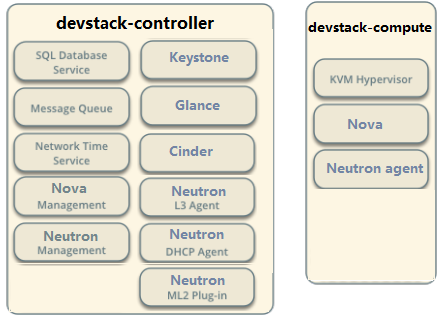 devstack-controller
SQL Database
Service
Keystone
Message Queue
Glance
Network Time
Service
Cinder
Nova
Management
Neutron
L3 Agent
Neutron
Management
Neutron
DHCP Agent
Neutron
ML2 Plug-in
devstack-compute
KVM Hypervisor
Nova
Neutron agent